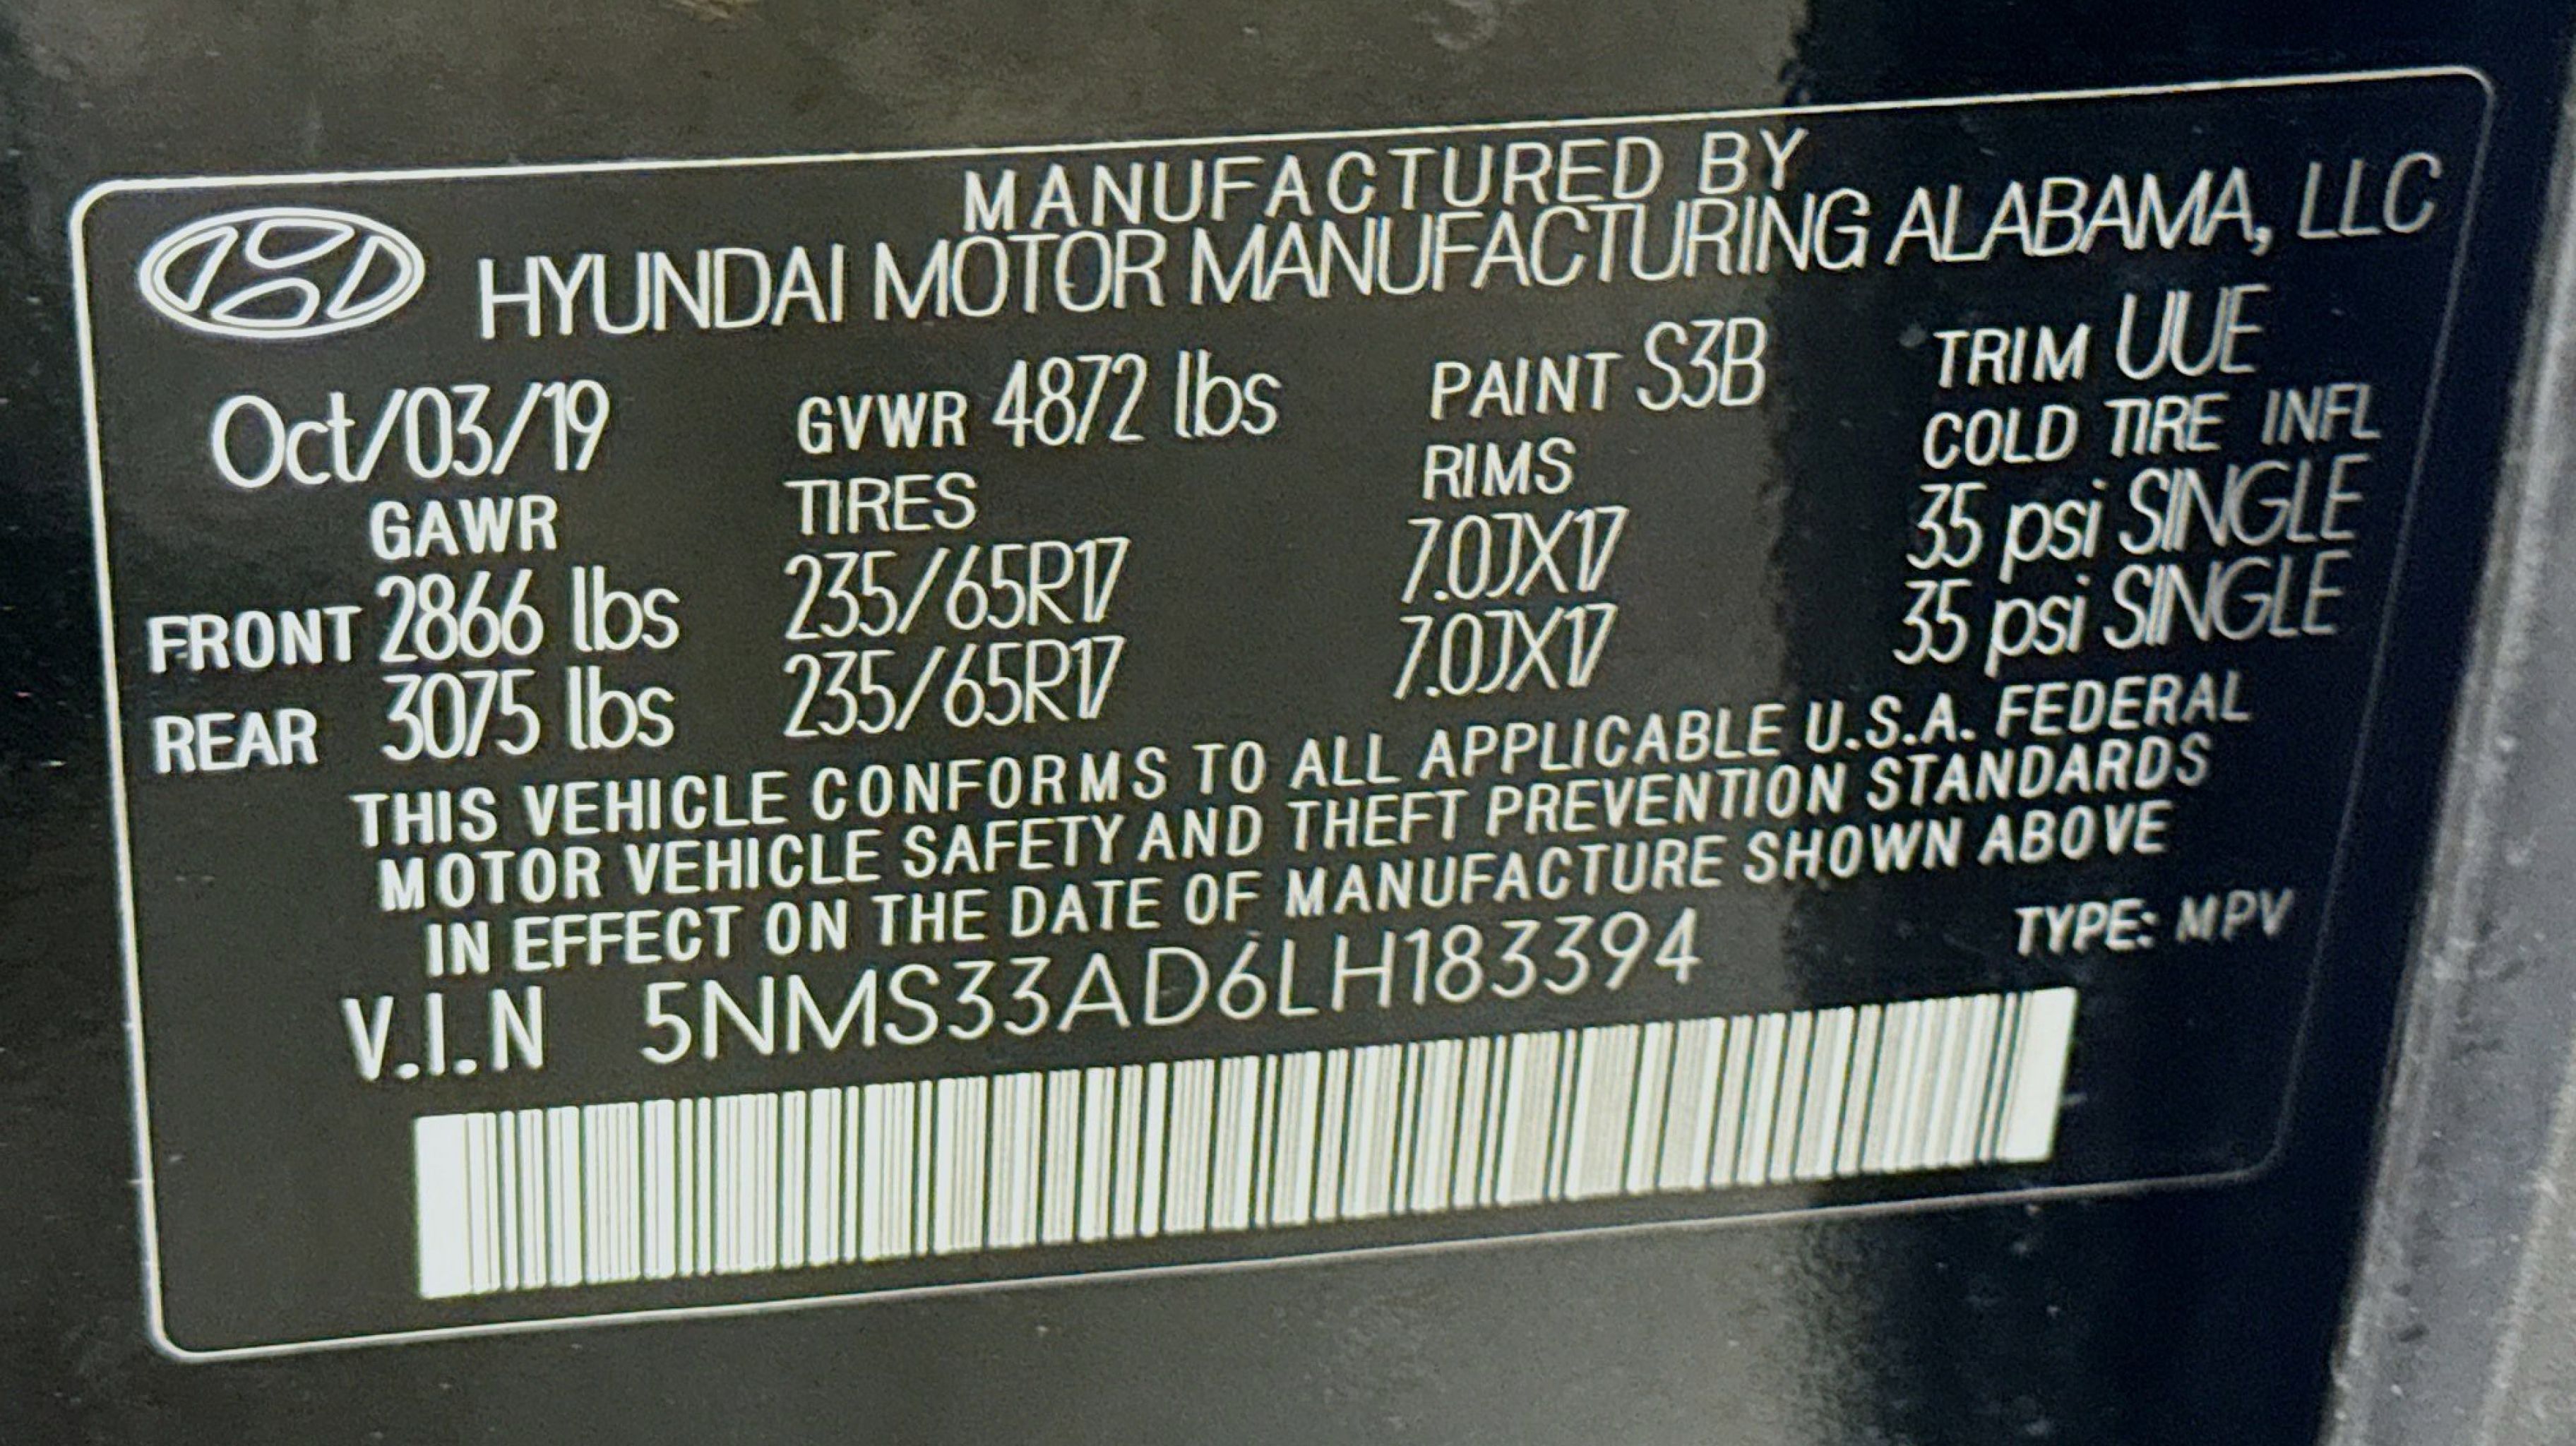 MANUFACTURED BY
HYUNDAI MOTOR MANUFACTURING ALABAMA, LLC
Oct/03/19 GVWR 4872 lbs PAINT S3B TRIM UUE
GAWR TIRES RIMS COLD TIRE INFL
FRONT 2866 lbs 235/65R17 7.0JX17 35 psi SINGLE
REAR 3075 lbs 235/65R17 7.0JX17 35 psi SINGLE
THIS VEHICLE CONFORMS TO ALL APPLICABLE U.S.A. FEDERAL
MOTOR VEHICLE SAFETY AND THEFT PREVENTION STANDARDS
IN EFFECT ON THE DATE OF MANUFACTURE SHOWN ABOVE
V.I.N 5NMS33AD6LH183394 TYPE: MPV